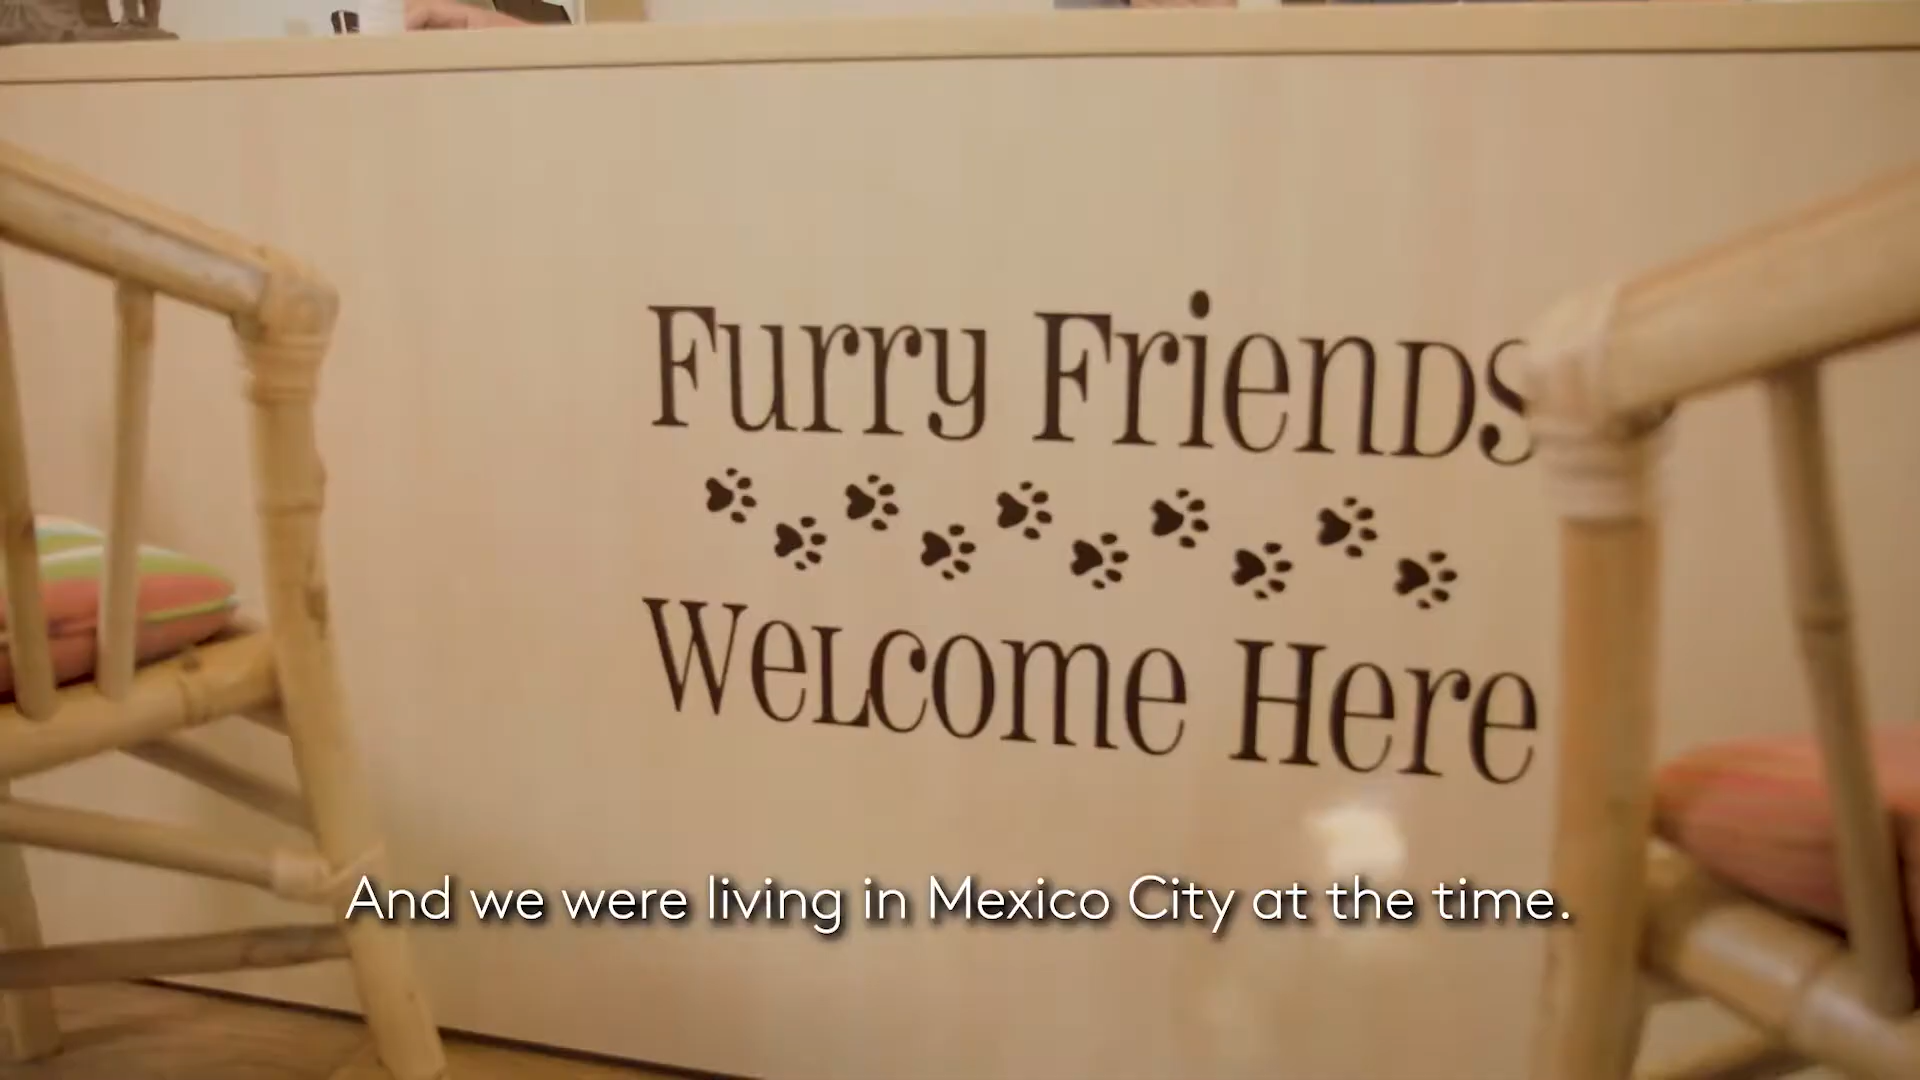 Furry Friends
Welcome Here
And we were living in Mexico City at the time.